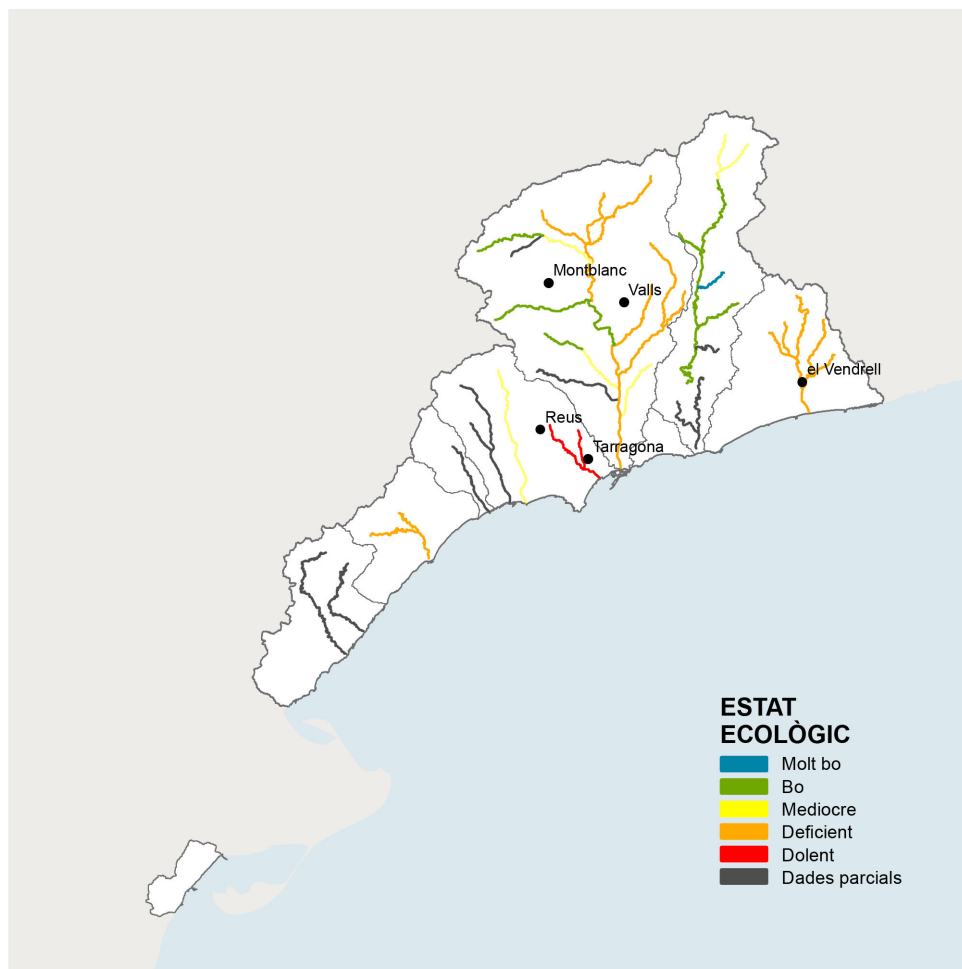 Montblanc
Valls
el Vendrell
Reus
Tarragona
ESTAT
ECOLÒGIC
Molt bo
Bo
Mediocre
Deficient
Dolent
Dades parcials